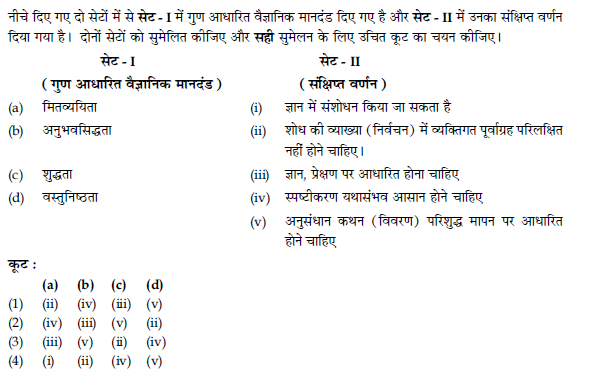 नीचे दिए गए दो सेटों में से सेट - I में गुण आधारित वैज्ञानिक मानदंड दिए गए है और सेट - II में उनका संक्षिप्त वर्णन
दिया गया है। दोनों सेटों को सुमेलित कीजिए और सही सुमेलन के लिए उचित कूट का चयन कीजिए।
सेट - I सेट - II
( गुण आधारित वैज्ञानिक मानदंड ) ( संक्षिप्त वर्णन )
(a) मितव्ययिता (i) ज्ञान में संशोधन किया जा सकता है
(b) अनुभवसिद्धता (ii) शोध की व्याख्या (निर्वचन) में व्यक्तिगत पूर्वाग्रह परिलक्षित
नहीं होने चाहिए।
(c) शुद्धता (iii) ज्ञान, प्रेक्षण पर आधारित होना चाहिए
(d) वस्तुनिष्ठता (iv) स्पष्टीकरण यथासंभव आसान होने चाहिए
(v) अनुसंधान कथन (विवरण) परिशुद्ध मापन पर आधारित
होने चाहिए
कूट :
(a) (b) (c) (d)
(1) (ii) (iv) (iii) (v)
(2) (iv) (iii) (v) (ii)
(3) (iii) (v) (ii) (iv)
(4) (i) (ii) (iv) (v)